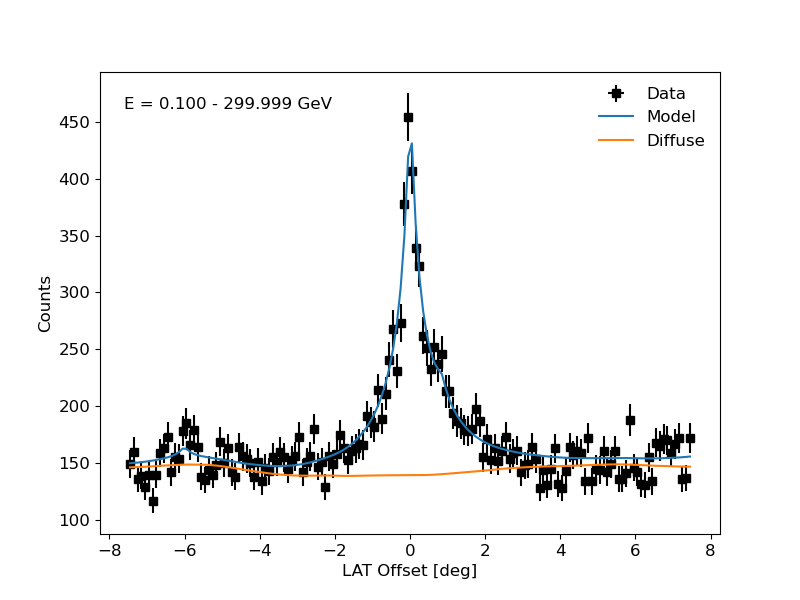 E = 0.100 - 299.999 GeV
Data
Model
Diffuse
450
400
350
300
250
200
150
100
Counts
−8
−6
−4
−2
0
2
4
6
8
LAT Offset [deg]